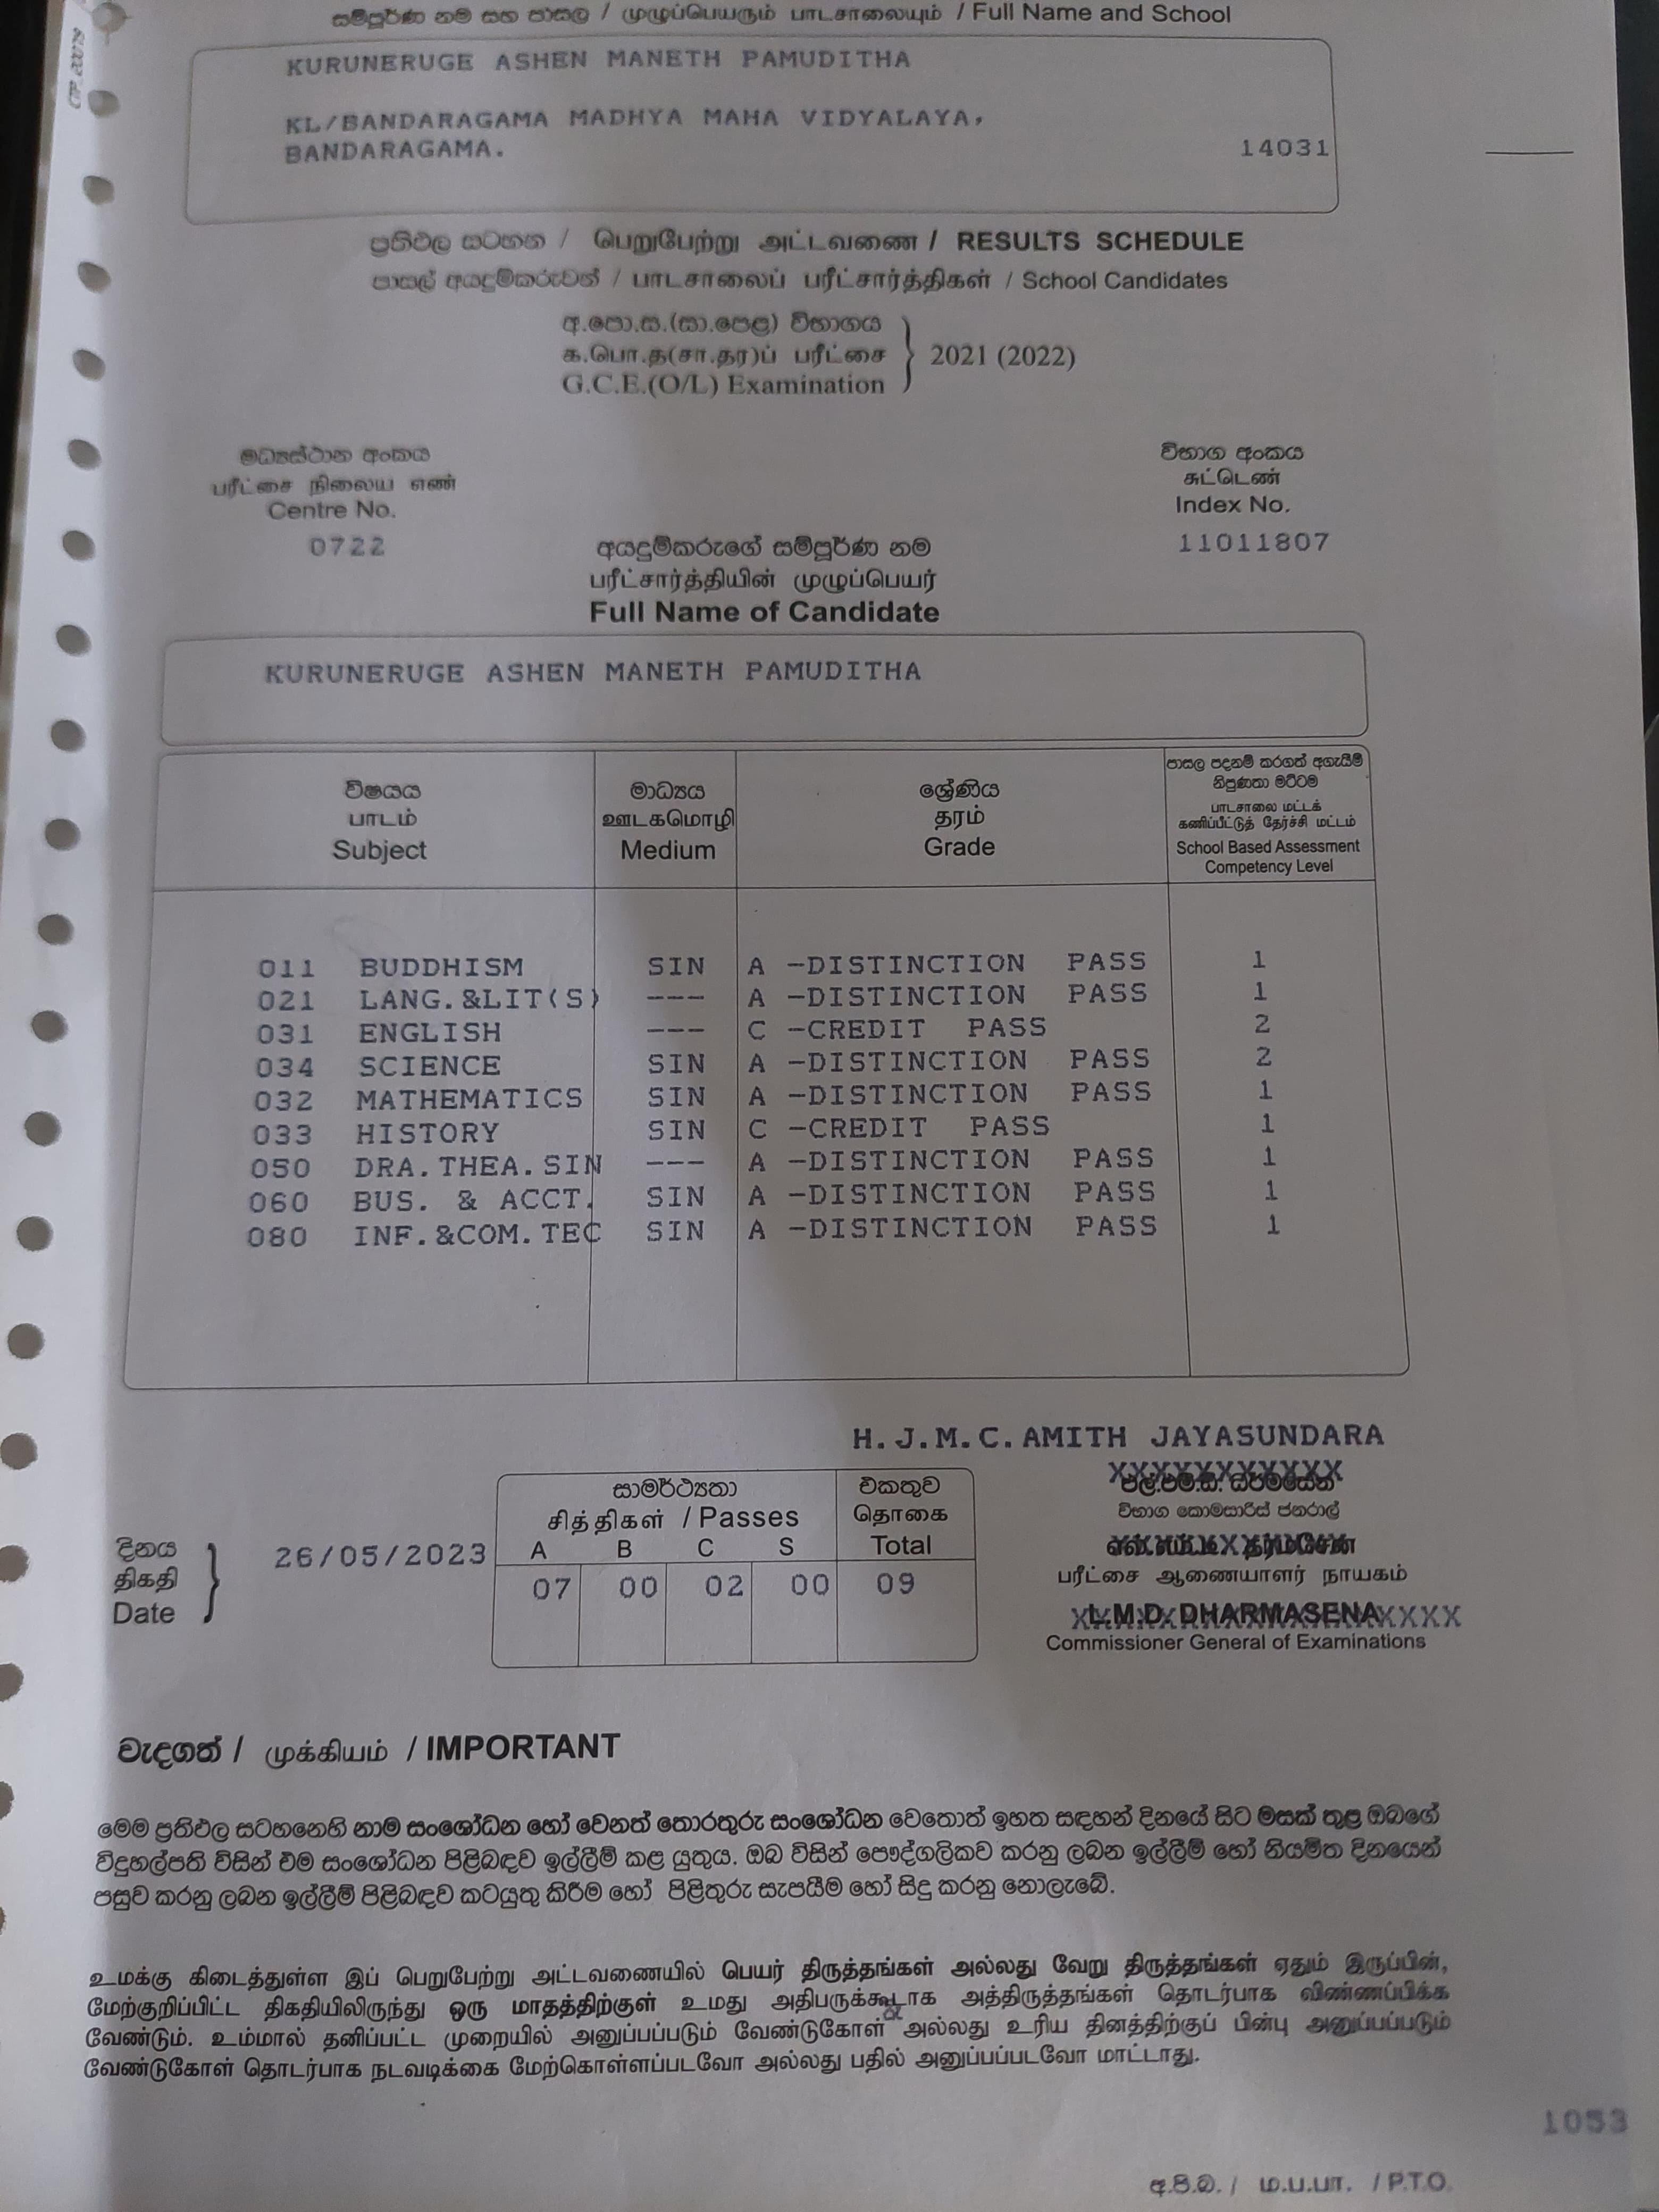 සම්පූර්ණ නම සහ පාසල / முழுப்பெயரும் பாடசாலையும் / Full Name and School
KURUNERUGE ASHEN MANETH PAMUDITHA
KL/BANDARAGAMA MADHYA MAHA VIDYALAYA,
BANDARAGAMA. 14031
ප්‍රතිඵල සටහන / பெறுபேற்று அட்டவணை / RESULTS SCHEDULE
පාසල් අයදුම්කරුවන් / பாடசாலைப் பரீட்சார்த்திகள் / School Candidates
අ.පො.ස.(සා.පෙළ) විභාගය
க.பொ.த(சா.தர)ப் பரீட்சை } 2021 (2022)
G.C.E.(O/L) Examination
මධ්‍යස්ථාන අංකය
பரீட்சை நிலைய எண்
Centre No.
0722
විභාග අංකය
சுட்டெண்
Index No.
11011807
අයදුම්කරුගේ සම්පූර්ණ නම
பரீட்சார்த்தியின் முழுப்பெயர்
Full Name of Candidate
KURUNERUGE ASHEN MANETH PAMUDITHA
විෂයය
பாடம்
Subject
මාධ්‍යය
ஊடகமொழி
Medium
ශ්‍රේණිය
தரம்
Grade
පාසල පදනම් කරගත් ඇගැයීම්
නිපුණතා මට්ටම
பாடசாலை மட்டக்
கணிப்பீட்டுத் தேர்ச்சி மட்டம்
School Based Assessment
Competency Level
011 BUDDHISM SIN A -DISTINCTION PASS 1
021 LANG.&LIT(S) --- A -DISTINCTION PASS 1
031 ENGLISH --- C -CREDIT PASS 2
034 SCIENCE SIN A -DISTINCTION PASS 2
032 MATHEMATICS SIN A -DISTINCTION PASS 1
033 HISTORY SIN C -CREDIT PASS 1
050 DRA.THEA.SIN --- A -DISTINCTION PASS 1
060 BUS. & ACCT. SIN A -DISTINCTION PASS 1
080 INF.&COM.TEC SIN A -DISTINCTION PASS 1
H.J.M.C.AMITH JAYASUNDARA
එල්.එම්.ඩී. ධර්මසේන
විභාග කොමසාරිස් ජනරාල්
பரீட்சை ஆணையாளர் நாயகம்
L.M.D. DHARMASENA
Commissioner General of Examinations
දිනය
திகதி
Date
26/05/2023
සාමර්ථ්‍යතා
சித்திகள் / Passes
A B C S
එකතුව
தொகை
Total
07 00 02 00 09
වැදගත් / முக்கியம் / IMPORTANT
මෙම ප්‍රතිඵල සටහනෙහි නාම සංශෝධන හෝ වෙනත් තොරතුරු සංශෝධන වෙතොත් ඉහත සඳහන් දිනයේ සිට මසක් තුළ ඔබගේ
විදුහල්පති විසින් එම සංශෝධන පිළිබඳව ඉල්ලීම් කළ යුතුය. ඔබ විසින් පෞද්ගලිකව කරනු ලබන ඉල්ලීම් හෝ නියමිත දිනයෙන්
පසුව කරනු ලබන ඉල්ලීම් පිළිබඳව කටයුතු කිරීම හෝ පිළිතුරු සැපයීම හෝ සිදු කරනු නොලැබේ.
உமக்கு கிடைத்துள்ள இப் பெறுபேற்று அட்டவணையில் பெயர் திருத்தங்கள் அல்லது வேறு திருத்தங்கள் ஏதும் இருப்பின்,
மேற்குறிப்பிட்ட திகதியிலிருந்து ஒரு மாதத்திற்குள் உமது அதிபருக்கூடாக அத்திருத்தங்கள் தொடர்பாக விண்ணப்பிக்க
வேண்டும். உம்மால் தனிப்பட்ட முறையில் அனுப்பப்படும் வேண்டுகோள் அல்லது உரிய தினத்திற்குப் பின்பு அனுப்பப்படும்
வேண்டுகோள் தொடர்பாக நடவடிக்கை மேற்கொள்ளப்படவோ அல்லது பதில் அனுப்பப்படவோ மாட்டாது.
1053
අ.පි.බ. / ம.ப.பா. / P.T.O.